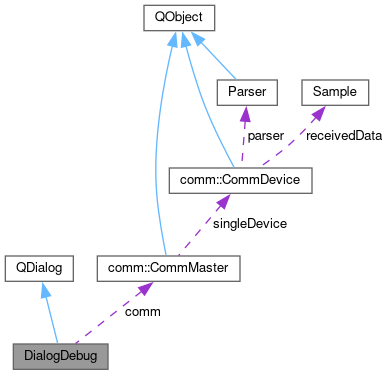 QObject
Parser
Sample
parser
receivedData
comm::CommDevice
singleDevice
QDialog
comm::CommMaster
comm
DialogDebug